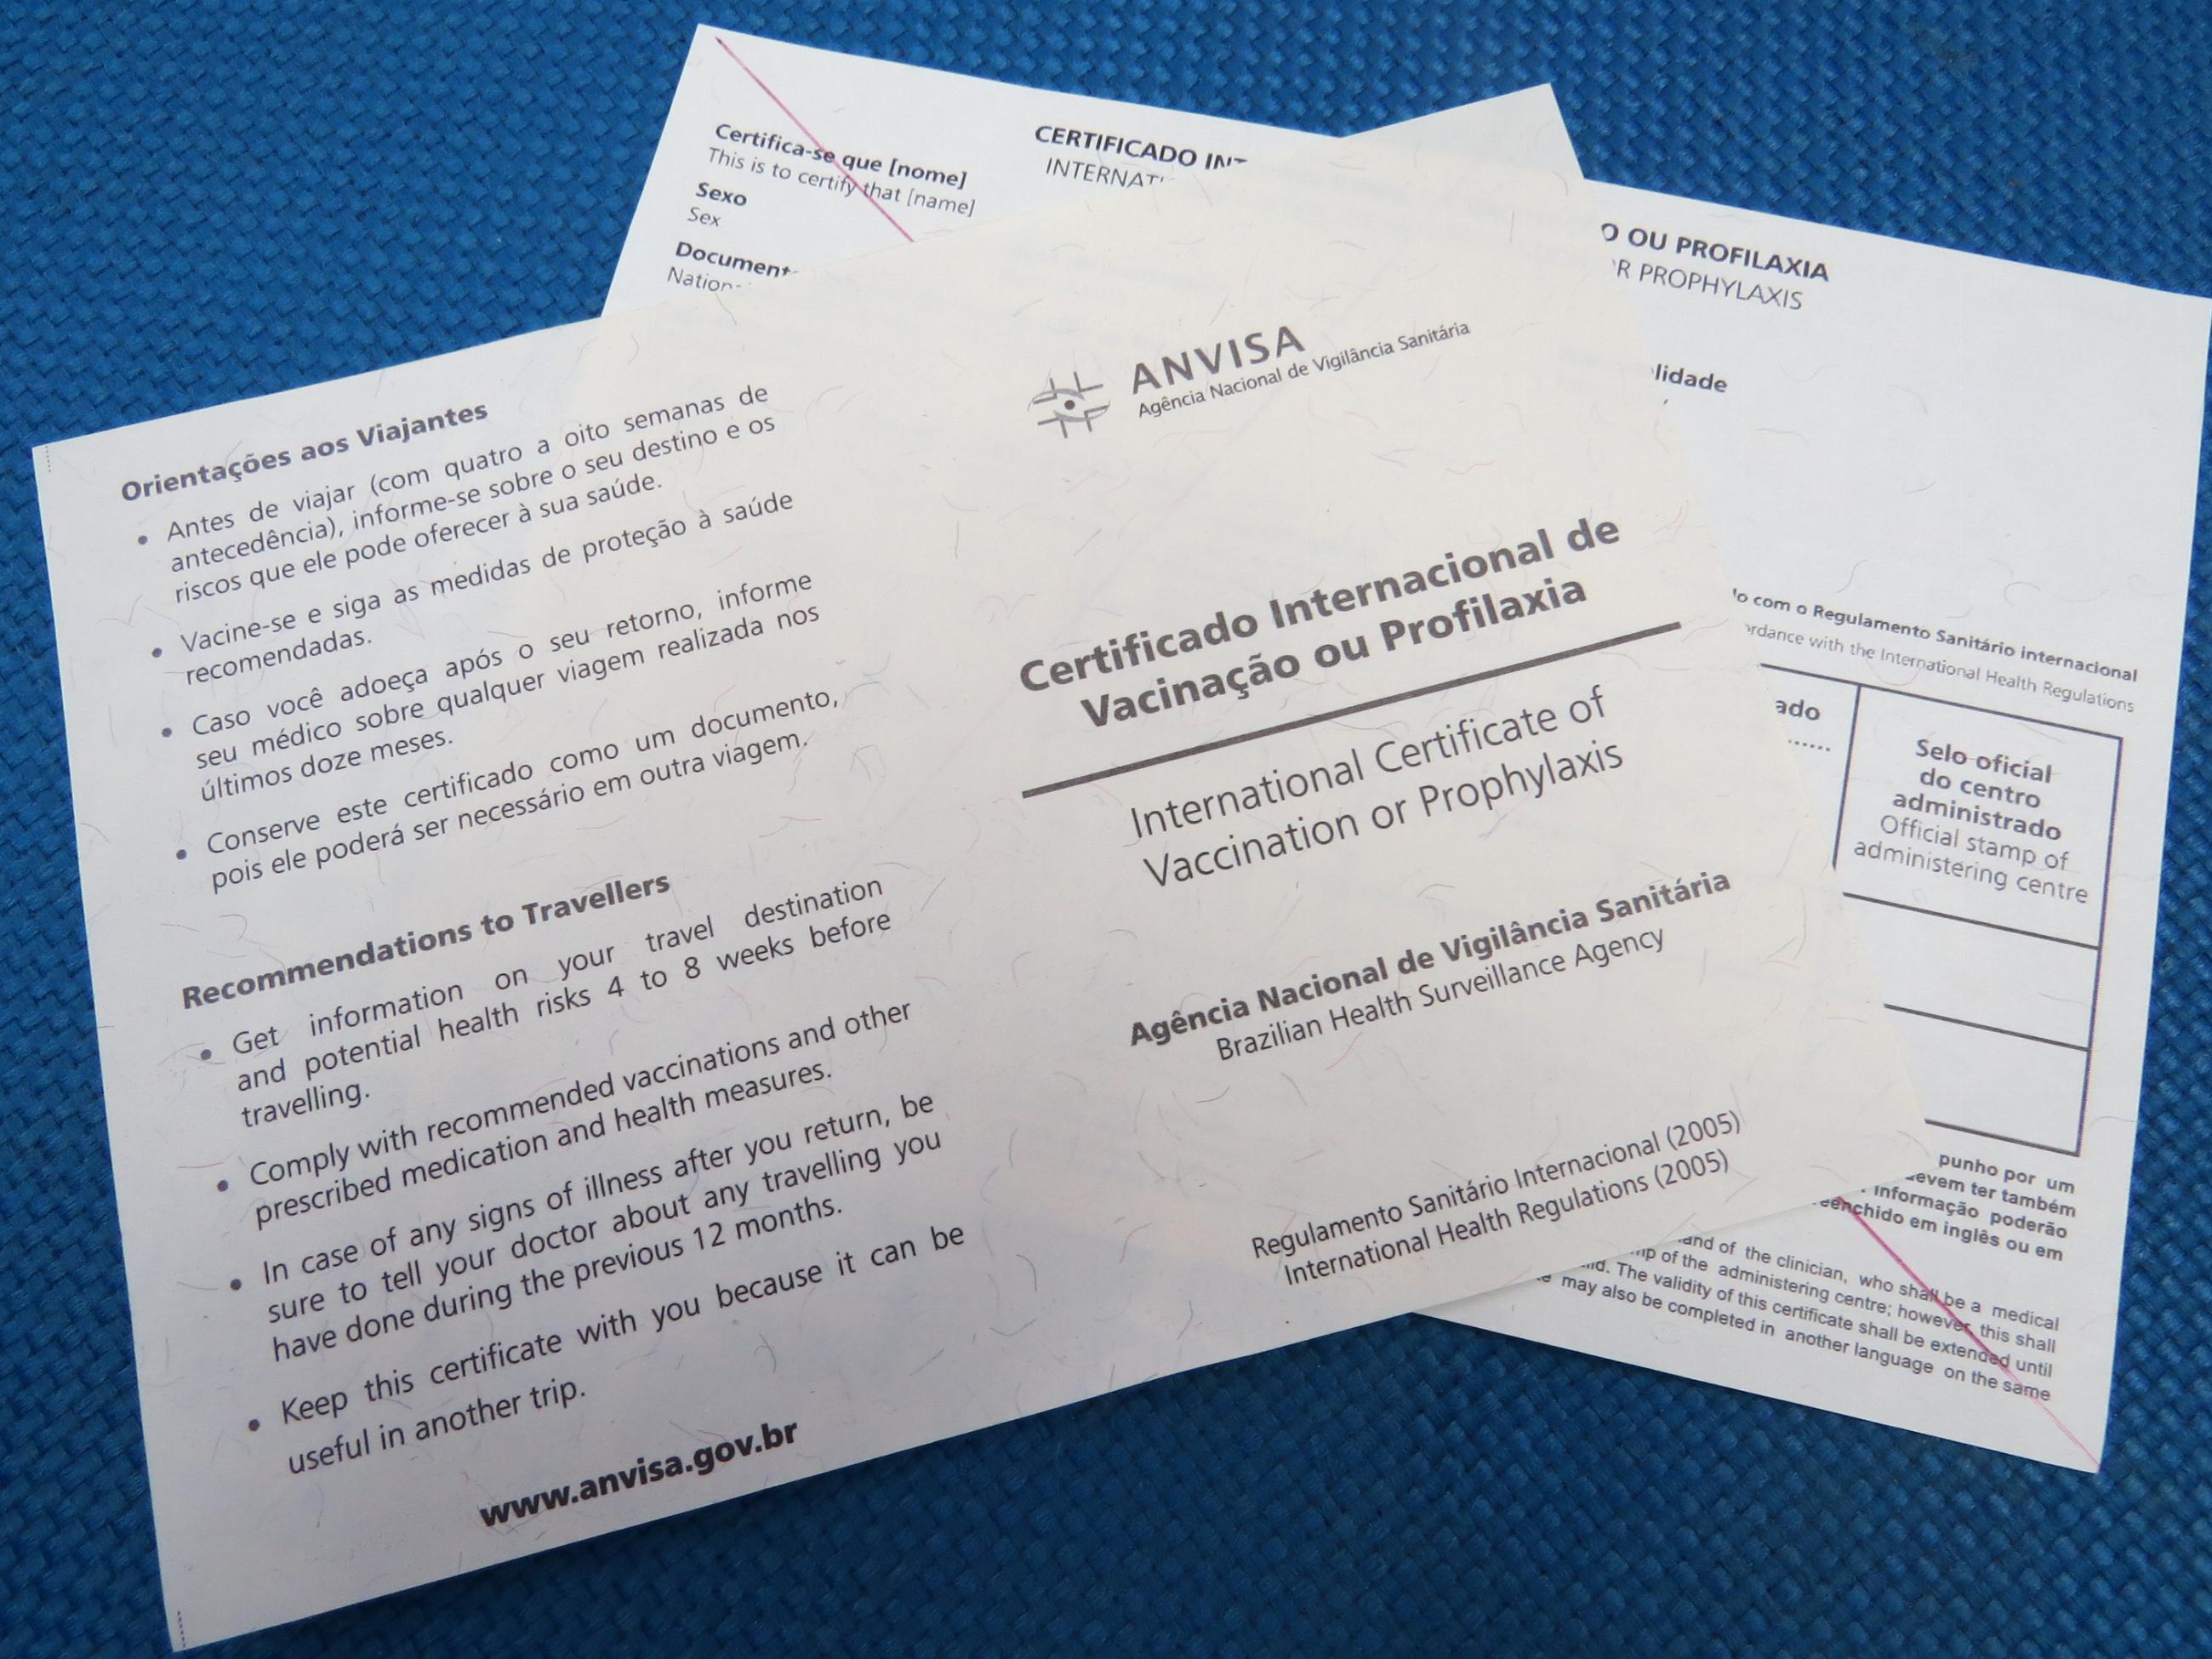 Certifica-se que [nome]
This is to certify that [name]
Sexo
Sex
CERTIFICADO
O OU PROFILAXIA
PROPHYLAXIS
Orientações aos Viajantes
• Antes de viajar (com quatro a oito semanas de
antecedência), informe-se sobre o seu destino e os
riscos que ele pode oferecer à sua saúde.
• Vacine-se e siga as medidas de proteção à saúde
recomendadas.
• Caso você adoeça após o seu retorno, informe
seu médico sobre qualquer viagem realizada nos
últimos doze meses.
• Conserve este certificado como um documento,
pois ele poderá ser necessário em outra viagem.
Recommendations to Travellers
• Get information on your travel destination
and potential health risks 4 to 8 weeks before
travelling.
• Comply with recommended vaccinations and other
prescribed medication and health measures.
• In case of any signs of illness after you return, be
sure to tell your doctor about any travelling you
have done during the previous 12 months.
• Keep this certificate with you because it can be
useful in another trip.
www.anvisa.gov.br
ANVISA
Agência Nacional de Vigilância Sanitária
Certificado Internacional de
Vacinação ou Profilaxia
International Certificate of
Vaccination or Prophylaxis
Agência Nacional de Vigilância Sanitária
Brazilian Health Surveillance Agency
Regulamento Sanitário Internacional (2005)
International Health Regulations (2005)
lidade
com o Regulamento Sanitário internacional
with the International Health Regulations
ado
......
Selo oficial
do centro
administrado
Official stamp of
administering centre
punho por um
devem ter também
informação poderão
em inglês ou em
of the clinician, who shall be a medical
of the administering centre; however, this shall
The validity of this certificate shall be extended until
may also be completed in another language on the same